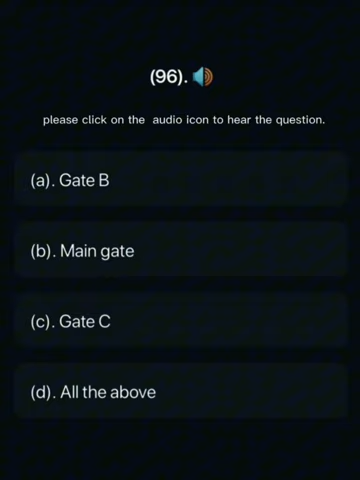 (96). 🔊
please click on the audio icon to hear the question.
(a). Gate B
(b). Main gate
(c). Gate C
(d). All the above